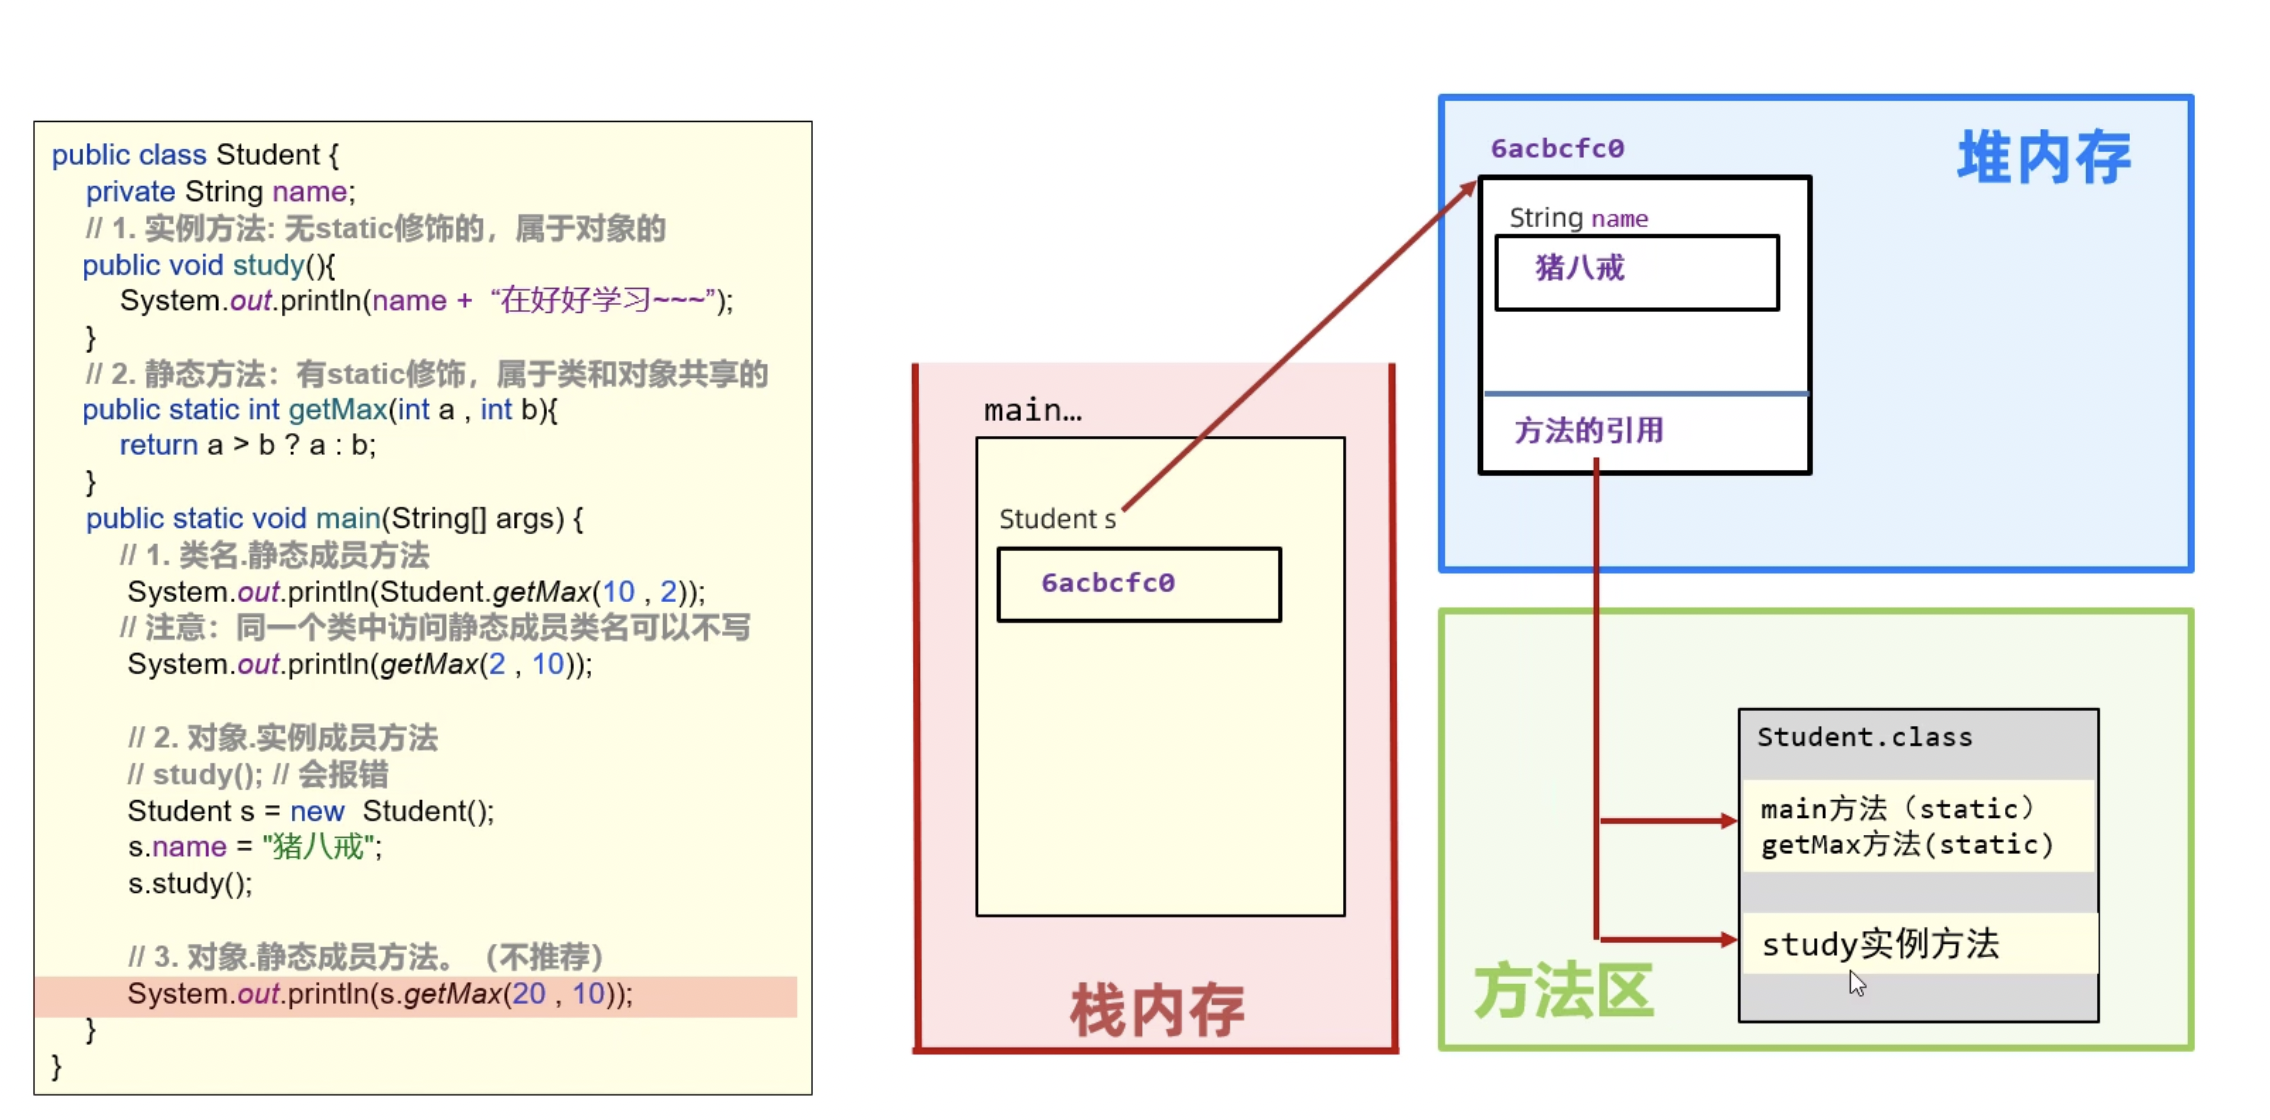 public class Student {
private String name;
// 1. 实例方法: 无static修饰的，属于对象的
public void study(){
System.out.println(name + “在好好学习~~~”);
}
// 2. 静态方法：有static修饰，属于类和对象共享的
public static int getMax(int a , int b){
return a > b ? a : b;
}
public static void main(String[] args) {
// 1. 类名.静态成员方法
System.out.println(Student.getMax(10 , 2));
// 注意：同一个类中访问静态成员类名可以不写
System.out.println(getMax(2 , 10));
// 2. 对象.实例成员方法
// study(); // 会报错
Student s = new Student();
s.name = "猪八戒";
s.study();
// 3. 对象.静态成员方法。（不推荐）
System.out.println(s.getMax(20 , 10));
}
}
main…
Student s
6acbcfc0
栈内存
堆内存
6acbcfc0
String name
猪八戒
方法的引用
方法区
Student.class
main方法（static）
getMax方法(static)
study实例方法